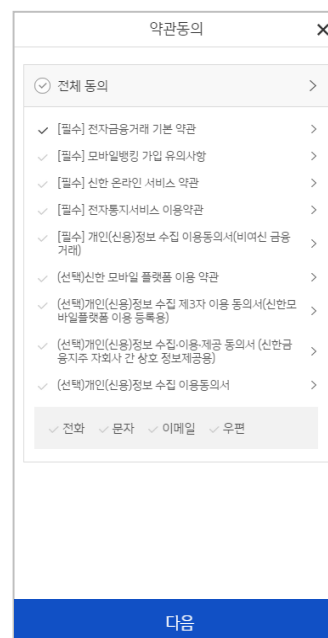 약관동의
전체 동의
[필수] 전자금융거래 기본 약관
[필수] 모바일뱅킹 가입 유의사항
[필수] 신한 온라인 서비스 약관
[필수] 전자통지서비스 이용약관
[필수] 개인(신용)정보 수집 이용동의서(비여신 금융
거래)
(선택)신한 모바일 플랫폼 이용 약관
(선택)개인(신용)정보 수집 제3자 이용 동의서(신한모
바일플랫폼 이용 등록용)
(선택)개인(신용)정보 수집·이용·제공 동의서 (신한금
융지주 자회사 간 상호 정보제공용)
(선택)개인(신용)정보 수집 이용동의서
전화 문자 이메일 우편
다음